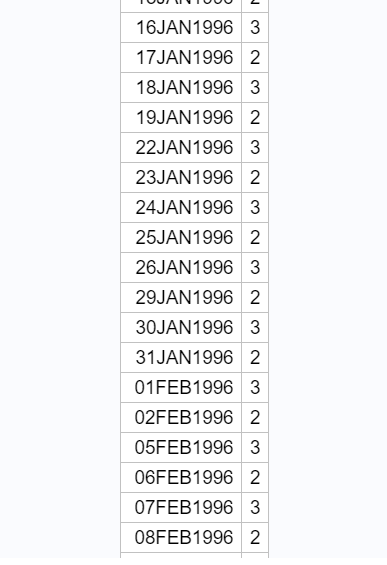 16JAN1996 3
17JAN1996 2
18JAN1996 3
19JAN1996 2
22JAN1996 3
23JAN1996 2
24JAN1996 3
25JAN1996 2
26JAN1996 3
29JAN1996 2
30JAN1996 3
31JAN1996 2
01FEB1996 3
02FEB1996 2
05FEB1996 3
06FEB1996 2
07FEB1996 3
08FEB1996 2